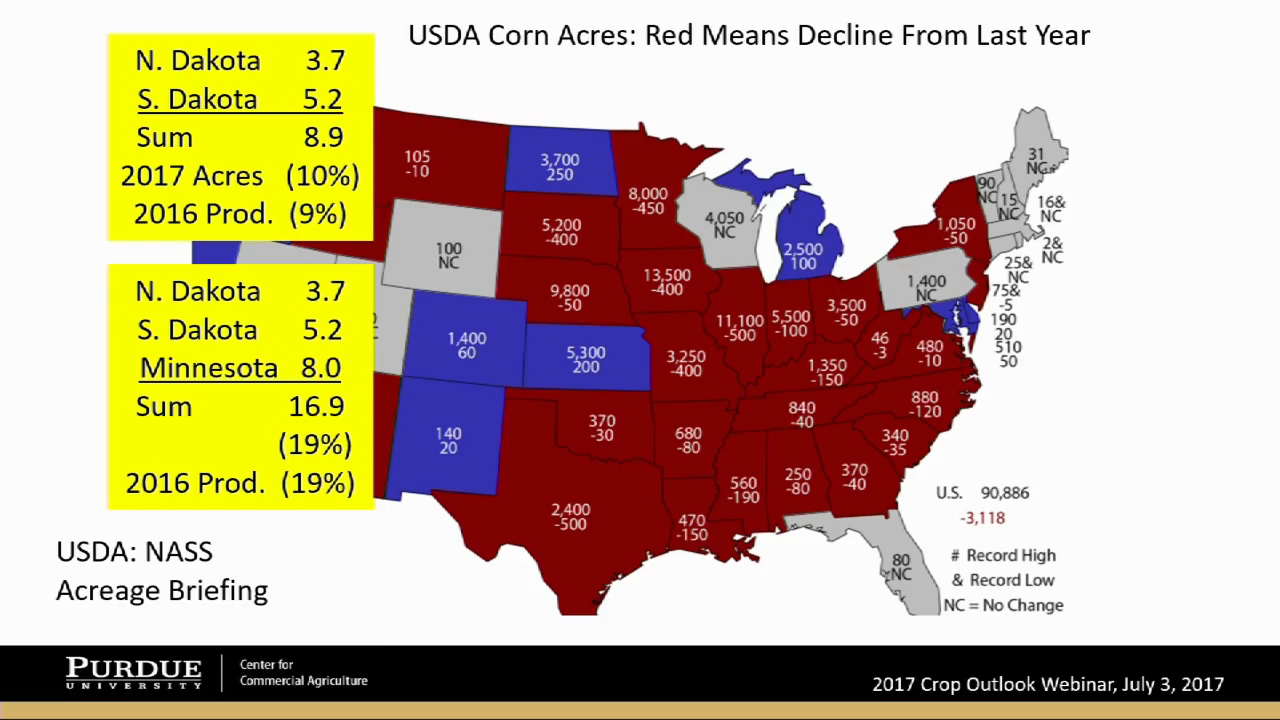 USDA Corn Acres: Red Means Decline From Last Year
N. Dakota 3.7
S. Dakota 5.2
Sum 8.9
2017 Acres (10%)
2016 Prod. (9%)
N. Dakota 3.7
S. Dakota 5.2
Minnesota 8.0
Sum 16.9
(19%)
2016 Prod. (19%)
105
-10
3,700
250
8,000
-450
4,050
NC
2,500
100
1,050
-50
90
NC
15
NC
31
NC
16&
NC
2&
NC
25&
NC
75&
-5
190
20
510
50
100
NC
5,200
-400
9,800
-50
13,500
-400
11,100
-500
5,500
-100
3,500
-50
1,400
NC
1,400
60
5,300
200
3,250
-400
1,350
-150
46
-3
480
-10
140
20
370
-30
680
-80
840
-40
880
-120
340
-35
2,400
-500
470
-150
560
-190
250
-80
370
-40
80
NC
U.S. 90,886
-3,118
# Record High
& Record Low
NC = No Change
USDA: NASS
Acreage Briefing
PURDUE
UNIVERSITY
Center for
Commercial Agriculture
2017 Crop Outlook Webinar, July 3, 2017